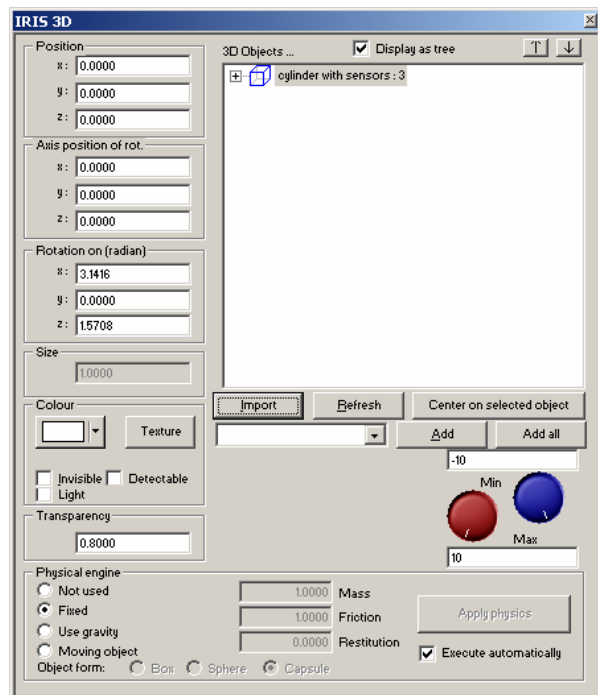 IRIS 3D
Position
x: 0.0000
y: 0.0000
z: 0.0000
Axis position of rot.
x: 0.0000
y: 0.0000
z: 0.0000
Rotation on (radian)
x: 3.1416
y: 0.0000
z: 1.5708
Size
1.0000
Colour
Texture
Invisible Detectable
Light
Transparency
0.8000
3D Objects ... Display as tree
cylinder with sensors : 3
Import Refresh Center on selected object
Add Add all
-10
Min
Max
10
Physical engine
Not used 1.0000 Mass
Fixed 1.0000 Friction Apply physics
Use gravity 0.0000 Restitution
Moving object Execute automatically
Object form: Box Sphere Capsule